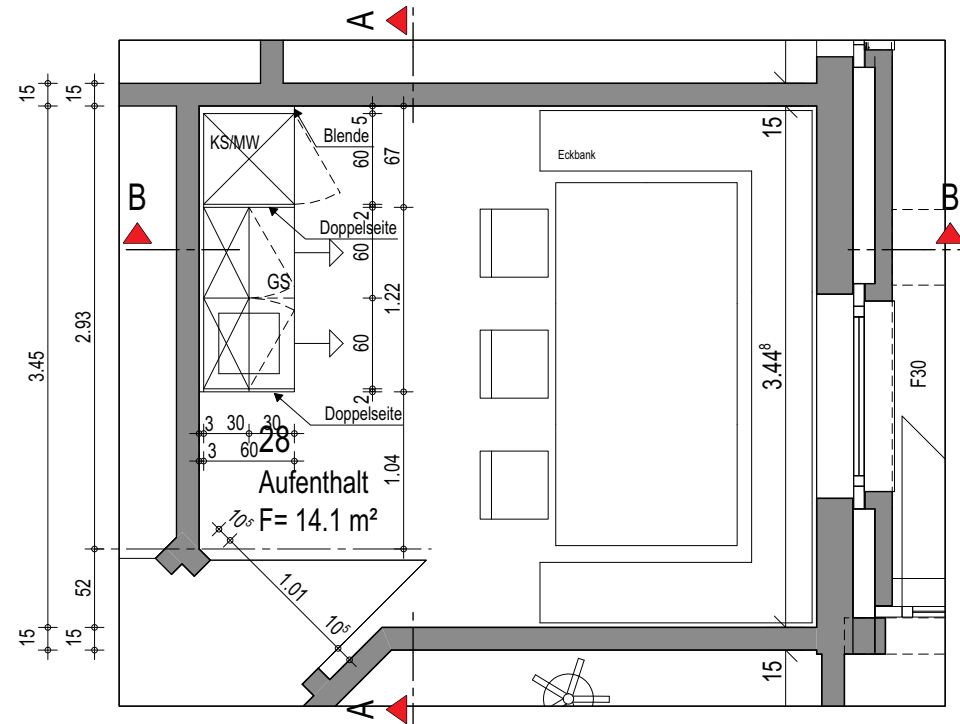 A
15
15
15
KS/MW
Blende
5
60
67
Eckbank
B
B
Doppelseite
2
60
GS
1.22
2.93
3.45
60
3.44⁸
F30
2
Doppelseite
3 30 30
28
3 60
1.04
Aufenthalt
F= 14.1 m²
10⁵
1.01
52
10⁵
15
15
15
A